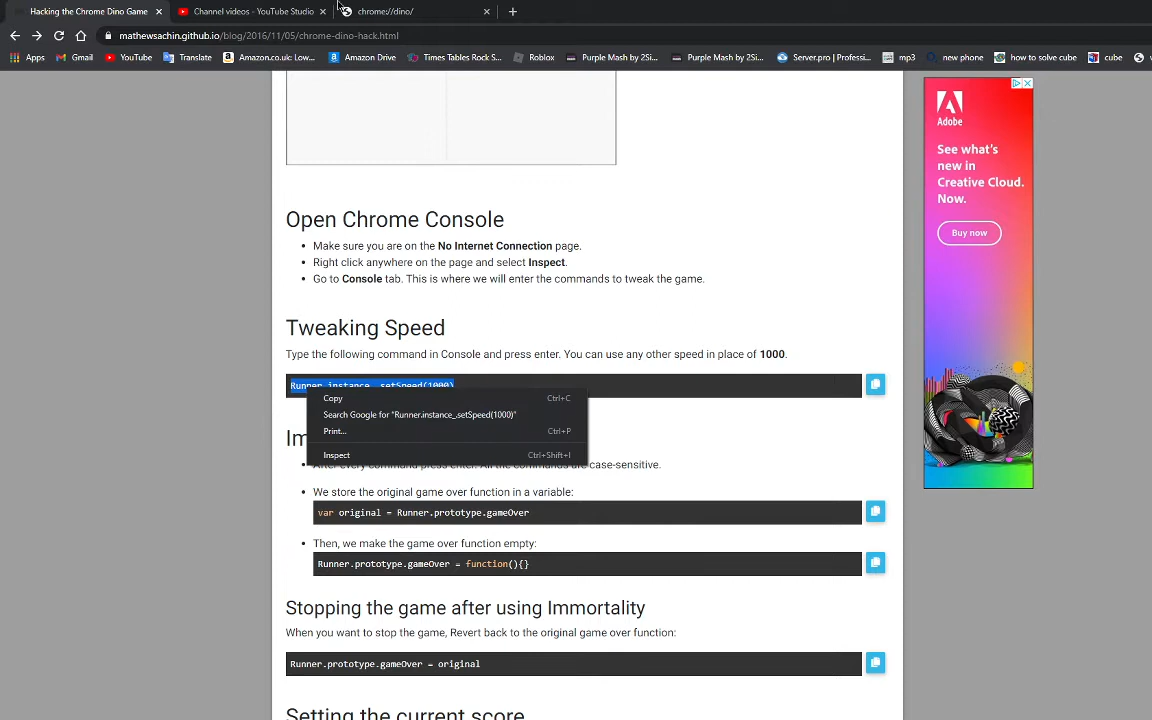 Hacking the Chrome Dino Game
Channel videos - YouTube Studio
chrome://dino/
mathewsachin.github.io/blog/2016/11/05/chrome-dino-hack.html
Apps Gmail YouTube Translate Amazon.co.uk: Low... Amazon Drive Times Tables Rock S... Roblox Purple Mash by 2Si... Purple Mash by 2Si... Server.pro | Professi... mp3 new phone how to solve cube cube
Adobe
See what's
new in
Creative Cloud.
Now.
Buy now
Open Chrome Console
Make sure you are on the No Internet Connection page.
Right click anywhere on the page and select Inspect.
Go to Console tab. This is where we will enter the commands to tweak the game.
Tweaking Speed
Type the following command in Console and press enter. You can use any other speed in place of 1000.
Runner.instance_.setSpeed(1000)
Copy Ctrl+C
Search Google for "Runner.instance_.setSpeed(1000)"
Print... Ctrl+P
Inspect Ctrl+Shift+I
Im
After every command press enter. All the commands are case-sensitive.
We store the original game over function in a variable:
var original = Runner.prototype.gameOver
Then, we make the game over function empty:
Runner.prototype.gameOver = function(){}
Stopping the game after using Immortality
When you want to stop the game, Revert back to the original game over function:
Runner.prototype.gameOver = original
Setting the current score